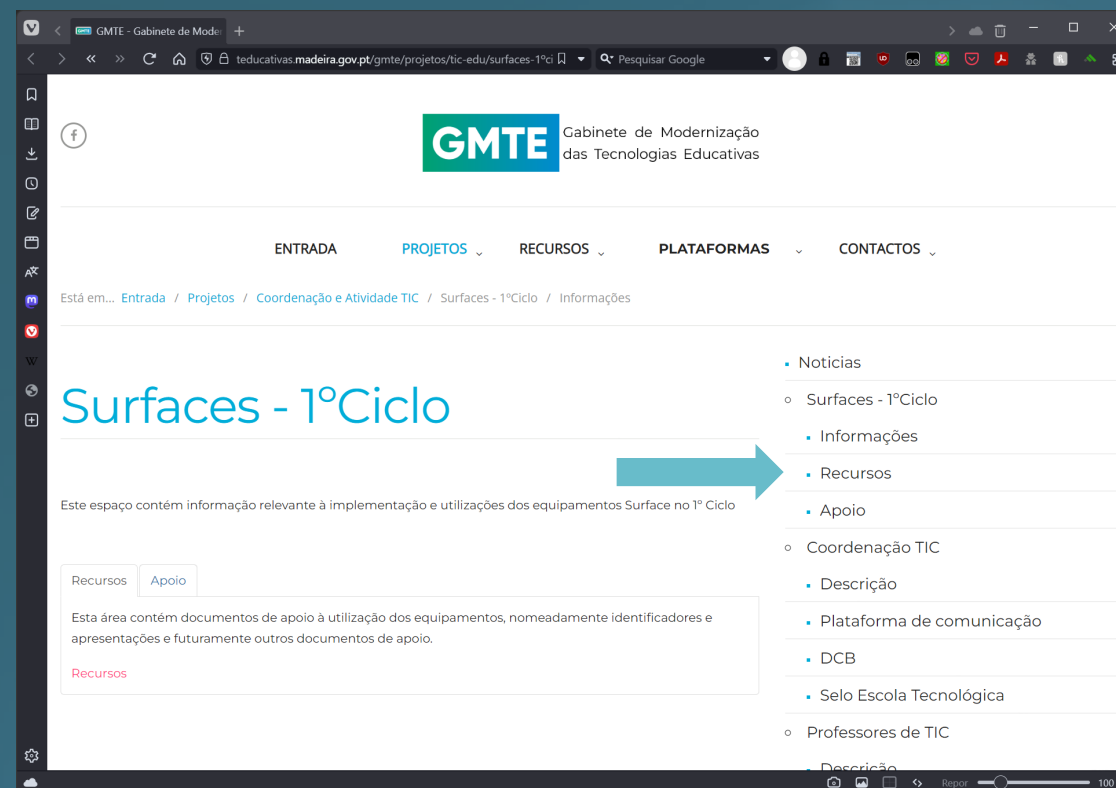 GMTE - Gabinete de Moder
teducativas.madeira.gov.pt/gmte/projetos/tic-edu/surfaces-1ºci
Pesquisar Google
GMTE
Gabinete de Modernização
das Tecnologias Educativas
ENTRADA PROJETOS RECURSOS PLATAFORMAS CONTACTOS
Está em... Entrada / Projetos / Coordenação e Atividade TIC / Surfaces - 1ºCiclo / Informações
Surfaces - 1ºCiclo
Este espaço contém informação relevante à implementação e utilizações dos equipamentos Surface no 1º Ciclo
Recursos Apoio
Esta área contém documentos de apoio à utilização dos equipamentos, nomeadamente identificadores e
apresentações e futuramente outros documentos de apoio.
Recursos
Noticias
Surfaces - 1ºCiclo
Informações
Recursos
Apoio
Coordenação TIC
Descrição
Plataforma de comunicação
DCB
Selo Escola Tecnológica
Professores de TIC
Descrição
Repor 100